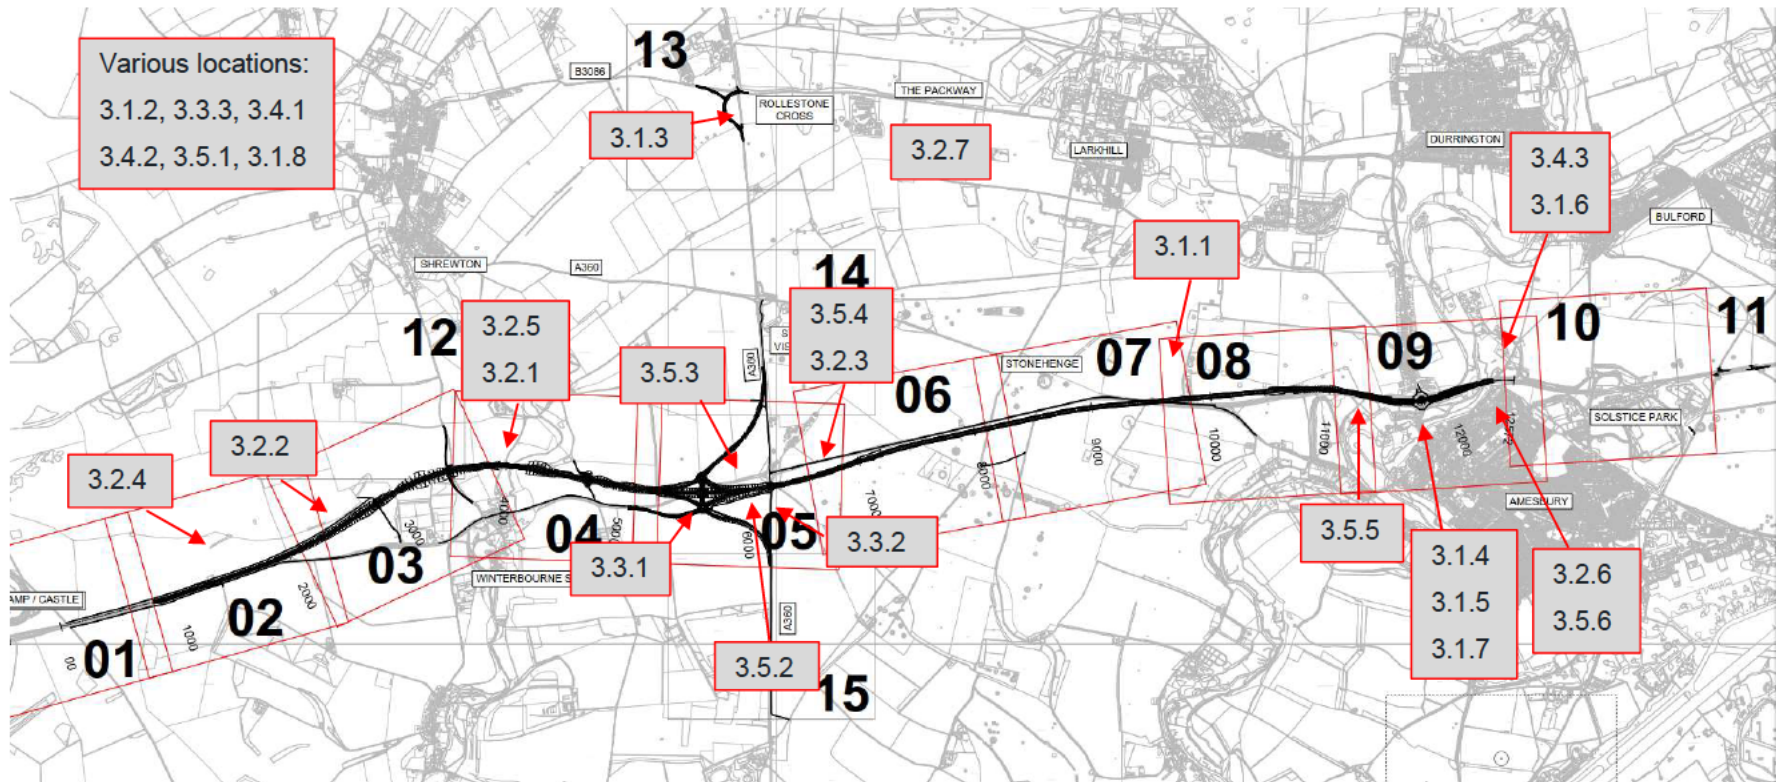 Various locations:
3.1.2, 3.3.3, 3.4.1
3.4.2, 3.5.1, 3.1.8
13
B3086
THE PACKWAY
ROLLESTONE
CROSS
3.1.3
3.2.7
LARKHILL
DURRINGTON
3.4.3
3.1.6
BULFORD
3.1.1
SHREWTON
A360
14
3.5.4
3.2.3
12
3.2.5
3.2.1
3.5.3
A360
06
STONEHENGE
07
08
09
10
11
SOLSTICE PARK
3.2.2
3.2.4
AMP / CASTLE
01
02
03
04
05
00
1000
2000
3000
4000
6000
7000
8000
9000
10000
11000
12000
AMESBURY
WINTERBOURNE S
3.3.1
3.3.2
3.5.5
3.1.4
3.1.5
3.1.7
3.2.6
3.5.6
3.5.2
A360
15